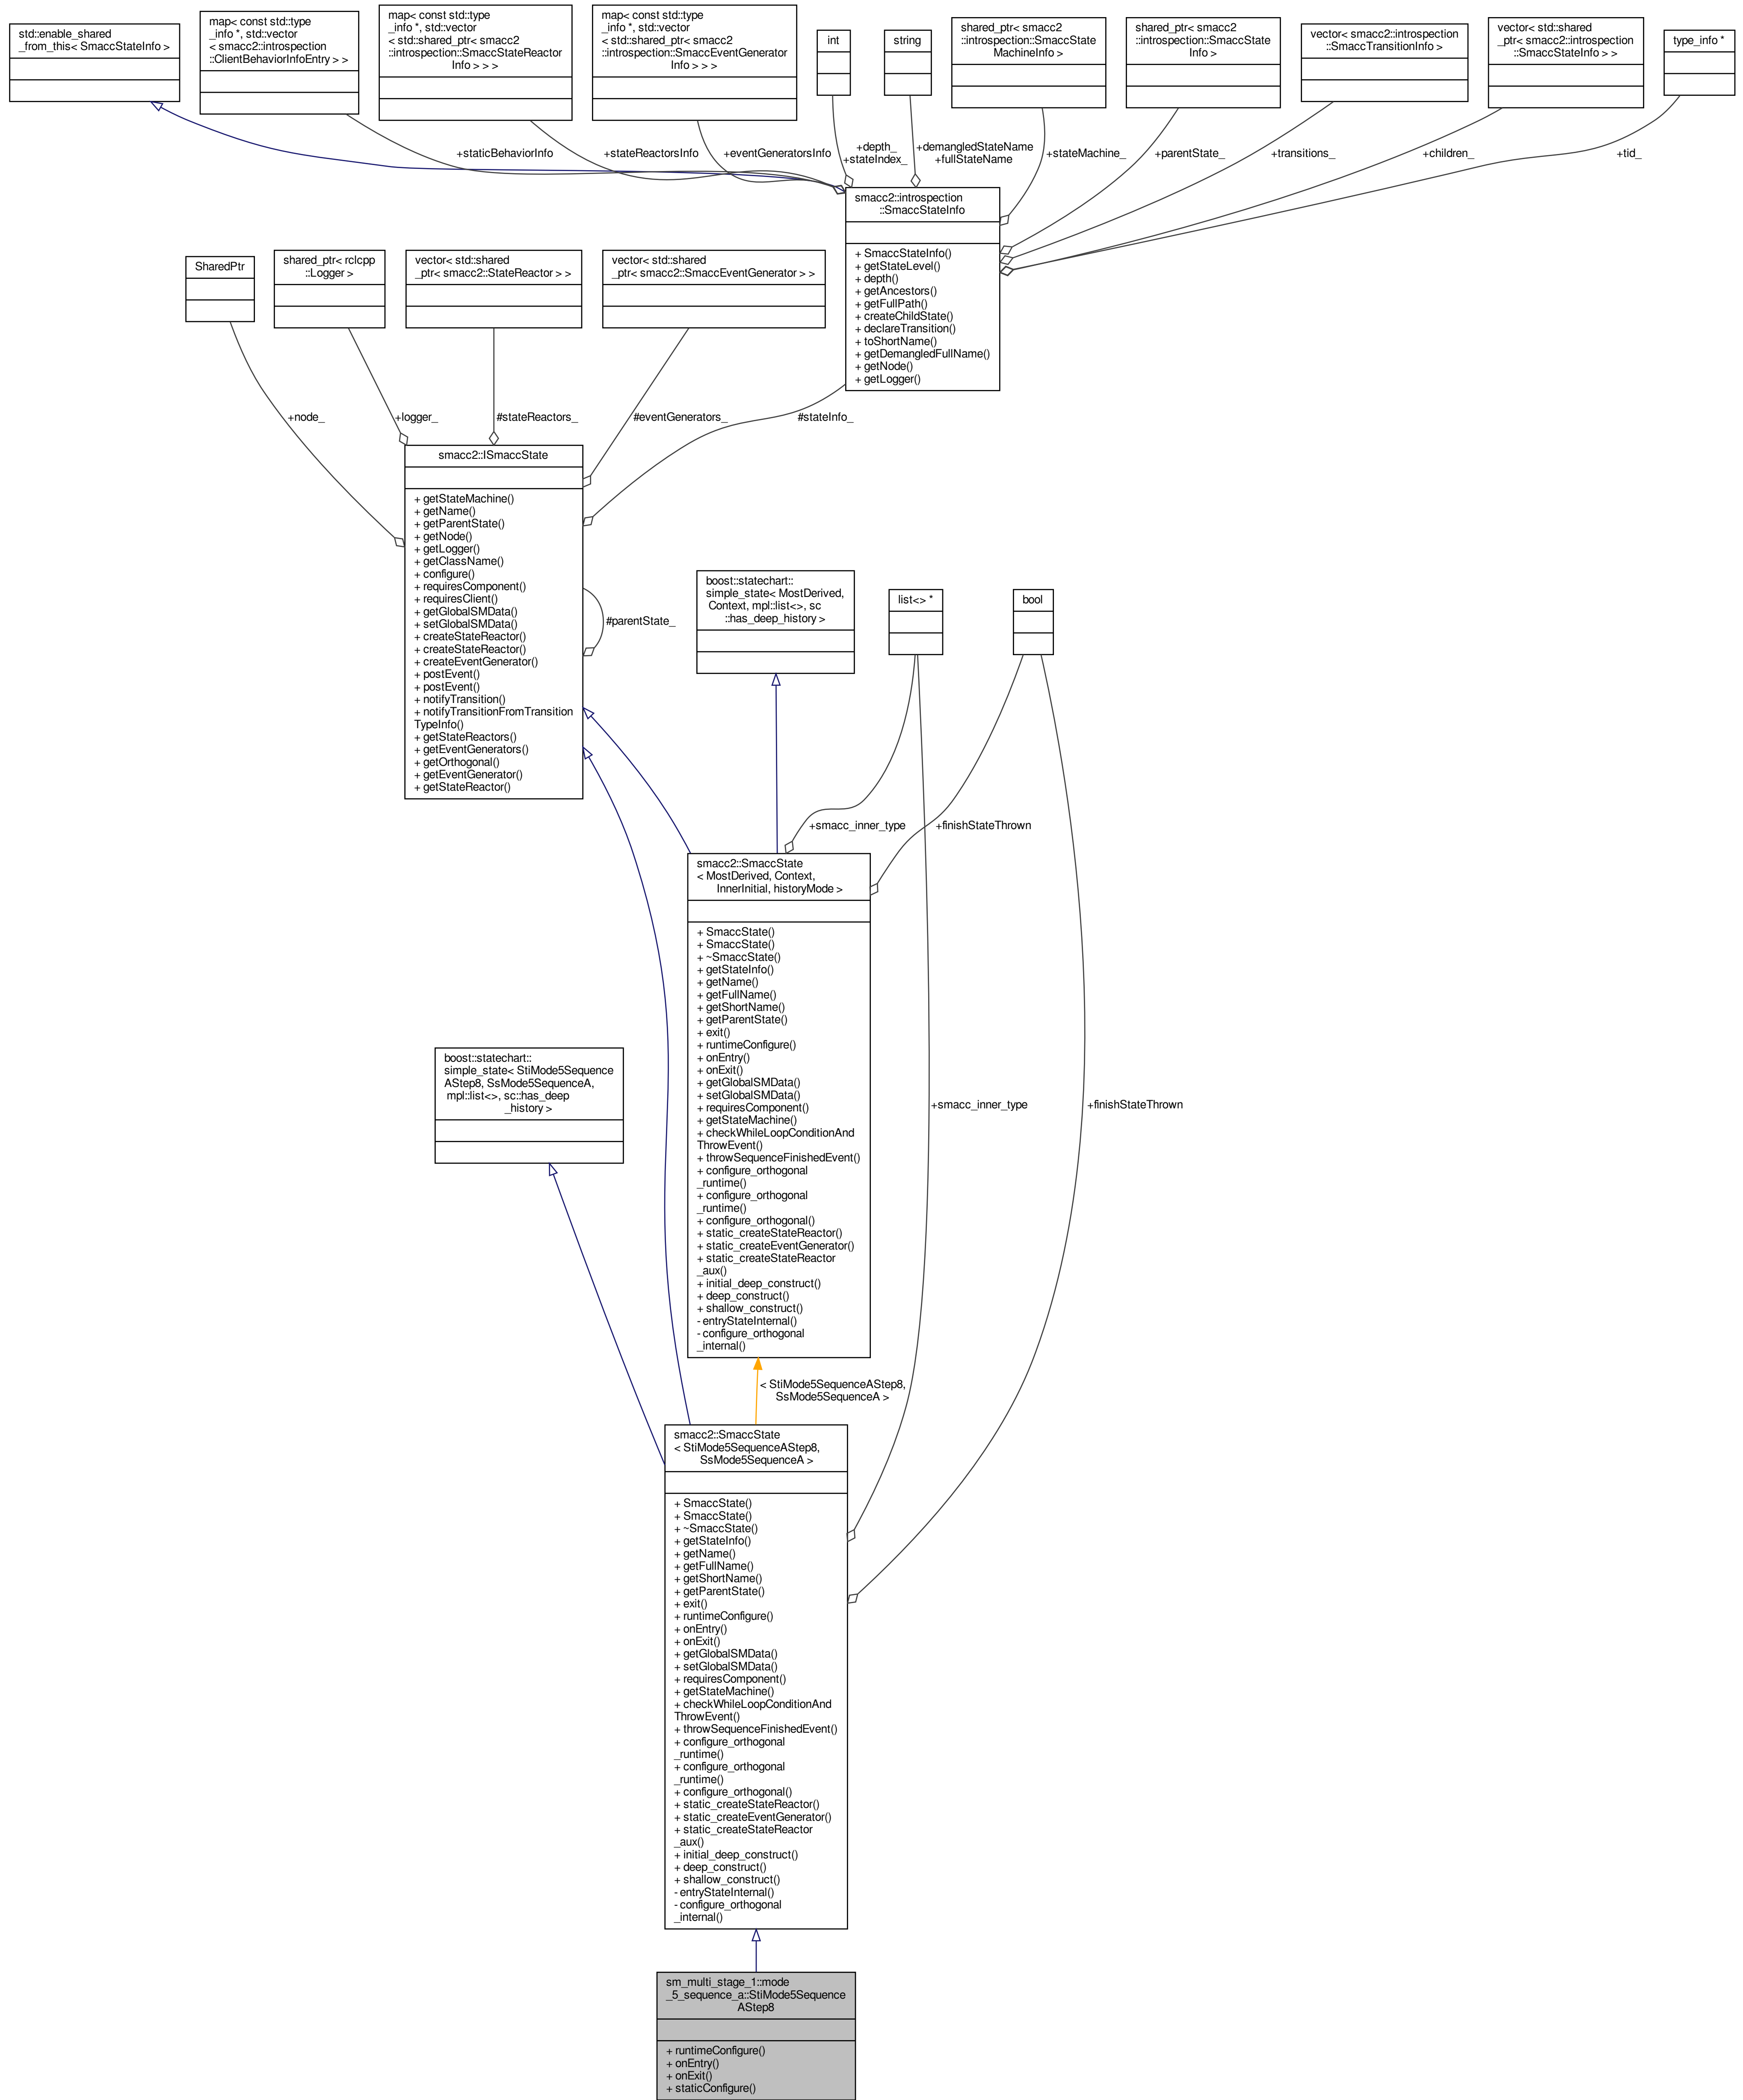 std::enable_shared
_from_this< SmaccStateInfo >
map< const std::type
_info *, std::vector
< smacc2::introspection
::ClientBehaviorInfoEntry > >
map< const std::type
_info *, std::vector
< std::shared_ptr< smacc2
::introspection::SmaccStateReactor
Info > > >
map< const std::type
_info *, std::vector
< std::shared_ptr< smacc2
::introspection::SmaccEventGenerator
Info > > >
int
string
shared_ptr< smacc2
::introspection::SmaccState
MachineInfo >
shared_ptr< smacc2
::introspection::SmaccState
Info >
vector< smacc2::introspection
::SmaccTransitionInfo >
vector< std::shared
_ptr< smacc2::introspection
::SmaccStateInfo > >
type_info *
+staticBehaviorInfo
+stateReactorsInfo
+eventGeneratorsInfo
+depth_
+stateIndex_
+demangledStateName
+fullStateName
+stateMachine_
+parentState_
+transitions_
+children_
+tid_
smacc2::introspection
::SmaccStateInfo
+ SmaccStateInfo()
+ getStateLevel()
+ depth()
+ getAncestors()
+ getFullPath()
+ createChildState()
+ declareTransition()
+ toShortName()
+ getDemangledFullName()
+ getNode()
+ getLogger()
SharedPtr
shared_ptr< rclcpp
::Logger >
vector< std::shared
_ptr< smacc2::StateReactor > >
vector< std::shared
_ptr< smacc2::SmaccEventGenerator > >
+node_
+logger_
#stateReactors_
#eventGenerators_
#stateInfo_
smacc2::ISmaccState
+ getStateMachine()
+ getName()
+ getParentState()
+ getNode()
+ getLogger()
+ getClassName()
+ configure()
+ requiresComponent()
+ requiresClient()
+ getGlobalSMData()
+ setGlobalSMData()
+ createStateReactor()
+ createStateReactor()
+ createEventGenerator()
+ postEvent()
+ postEvent()
+ notifyTransition()
+ notifyTransitionFromTransition
TypeInfo()
+ getStateReactors()
+ getEventGenerators()
+ getOrthogonal()
+ getEventGenerator()
+ getStateReactor()
#parentState_
boost::statechart::
simple_state< MostDerived,
Context, mpl::list<>, sc
::has_deep_history >
list<> *
bool
+smacc_inner_type
+finishStateThrown
smacc2::SmaccState
< MostDerived, Context,
InnerInitial, historyMode >
+ SmaccState()
+ SmaccState()
+ ~SmaccState()
+ getStateInfo()
+ getName()
+ getFullName()
+ getShortName()
+ getParentState()
+ exit()
+ runtimeConfigure()
+ onEntry()
+ onExit()
+ getGlobalSMData()
+ setGlobalSMData()
+ requiresComponent()
+ getStateMachine()
+ checkWhileLoopConditionAnd
ThrowEvent()
+ throwSequenceFinishedEvent()
+ configure_orthogonal
_runtime()
+ configure_orthogonal
_runtime()
+ configure_orthogonal()
+ static_createStateReactor()
+ static_createEventGenerator()
+ static_createStateReactor
_aux()
+ initial_deep_construct()
+ deep_construct()
+ shallow_construct()
- entryStateInternal()
- configure_orthogonal
_internal()
boost::statechart::
simple_state< StiMode5Sequence
AStep8, SsMode5SequenceA,
mpl::list<>, sc::has_deep
_history >
+smacc_inner_type
+finishStateThrown
< StiMode5SequenceAStep8,
SsMode5SequenceA >
smacc2::SmaccState
< StiMode5SequenceAStep8,
SsMode5SequenceA >
+ SmaccState()
+ SmaccState()
+ ~SmaccState()
+ getStateInfo()
+ getName()
+ getFullName()
+ getShortName()
+ getParentState()
+ exit()
+ runtimeConfigure()
+ onEntry()
+ onExit()
+ getGlobalSMData()
+ setGlobalSMData()
+ requiresComponent()
+ getStateMachine()
+ checkWhileLoopConditionAnd
ThrowEvent()
+ throwSequenceFinishedEvent()
+ configure_orthogonal
_runtime()
+ configure_orthogonal
_runtime()
+ configure_orthogonal()
+ static_createStateReactor()
+ static_createEventGenerator()
+ static_createStateReactor
_aux()
+ initial_deep_construct()
+ deep_construct()
+ shallow_construct()
- entryStateInternal()
- configure_orthogonal
_internal()
sm_multi_stage_1::mode
_5_sequence_a::StiMode5Sequence
AStep8
+ runtimeConfigure()
+ onEntry()
+ onExit()
+ staticConfigure()